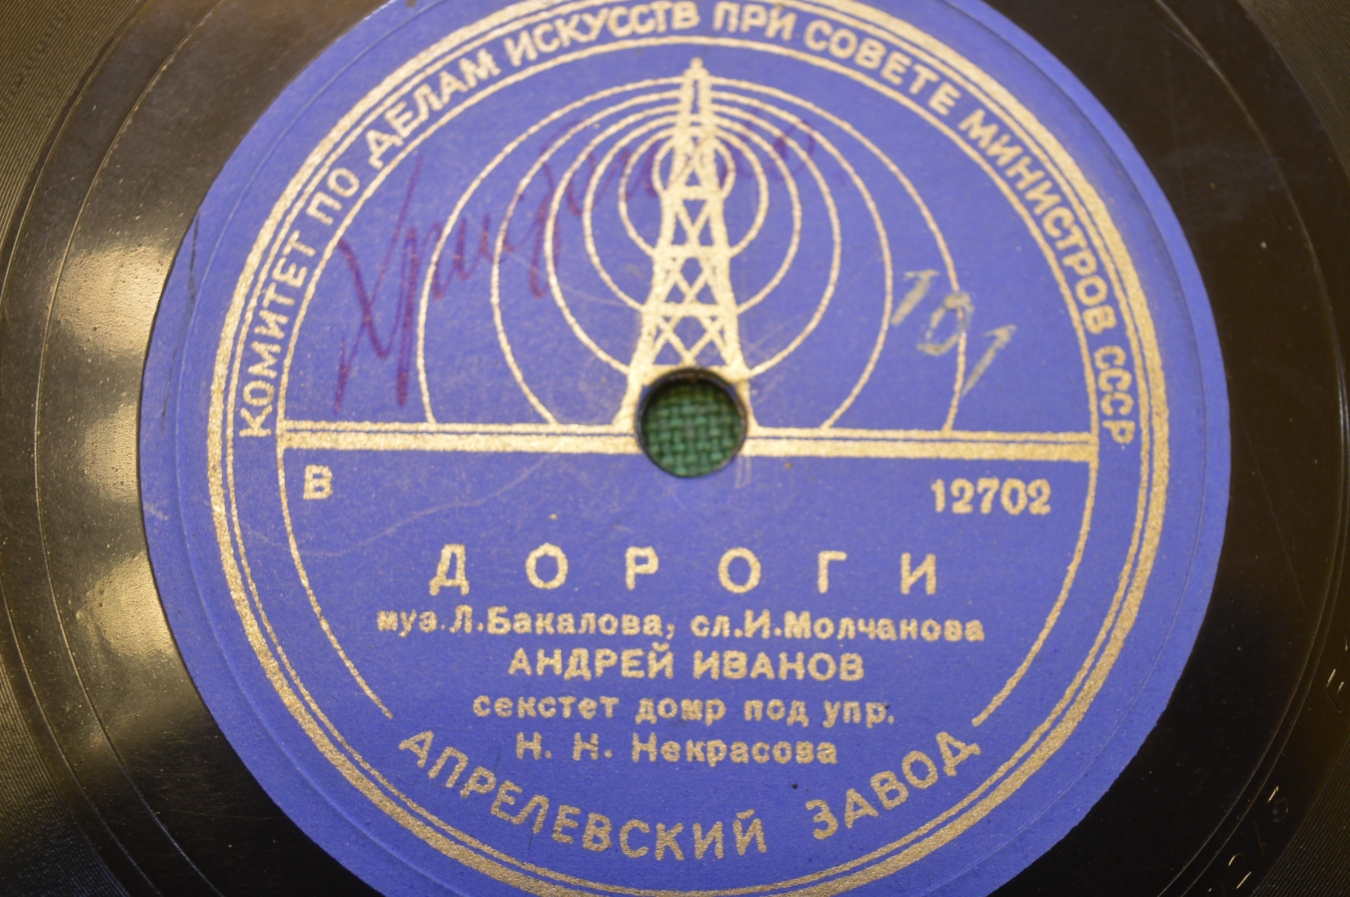 КОМИТЕТ ПО ДЕЛАМ ИСКУССТВ ПРИ СОВЕТЕ МИНИСТРОВ СССР
101
В 12702
ДОРОГИ
муз. Л. Бакалова, сл. И. Молчанова
АНДРЕЙ ИВАНОВ
секстет домр под упр.
Н. Н. Некрасова
АПРЕЛЕВСКИЙ ЗАВОД